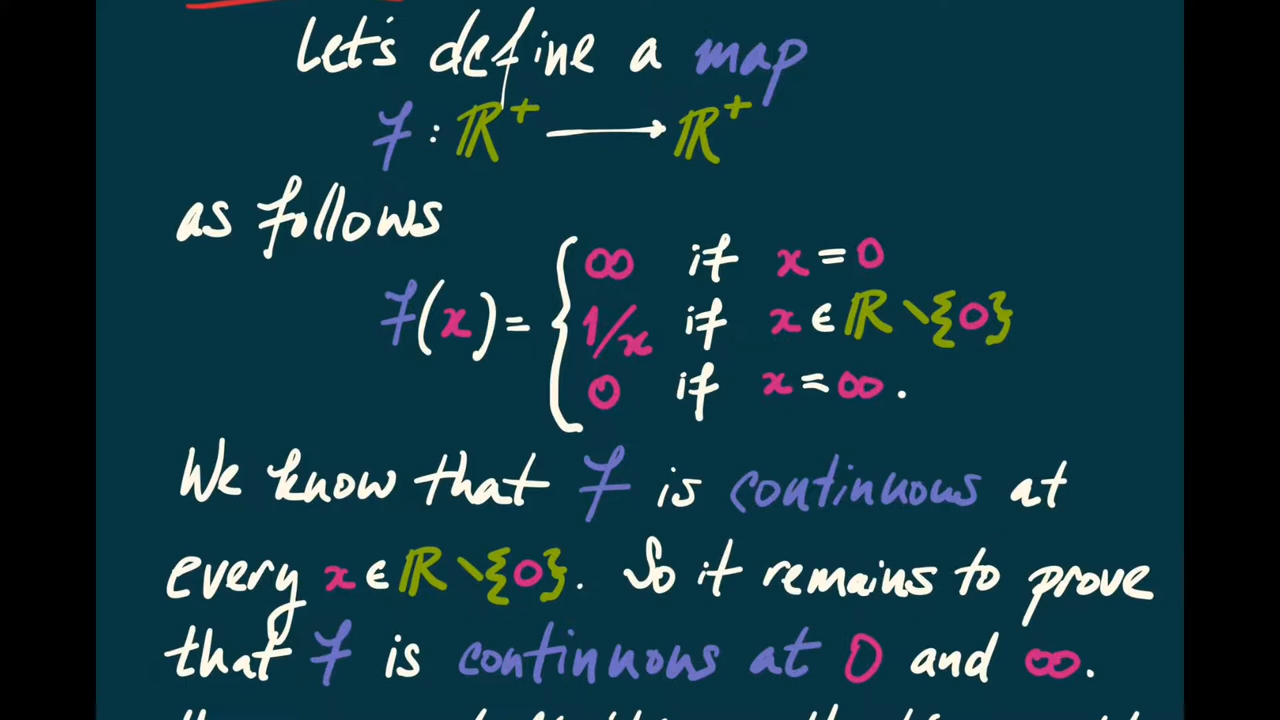 Let's define a map
f : ℝ⁺ ⟶ ℝ⁺
as follows
f(x) = { ∞ if x = 0
1/x if x ∈ ℝ \ {0}
0 if x = ∞ .
We know that f is continuous at
every x ∈ ℝ \ {0}. So it remains to prove
that f is continuous at 0 and ∞.